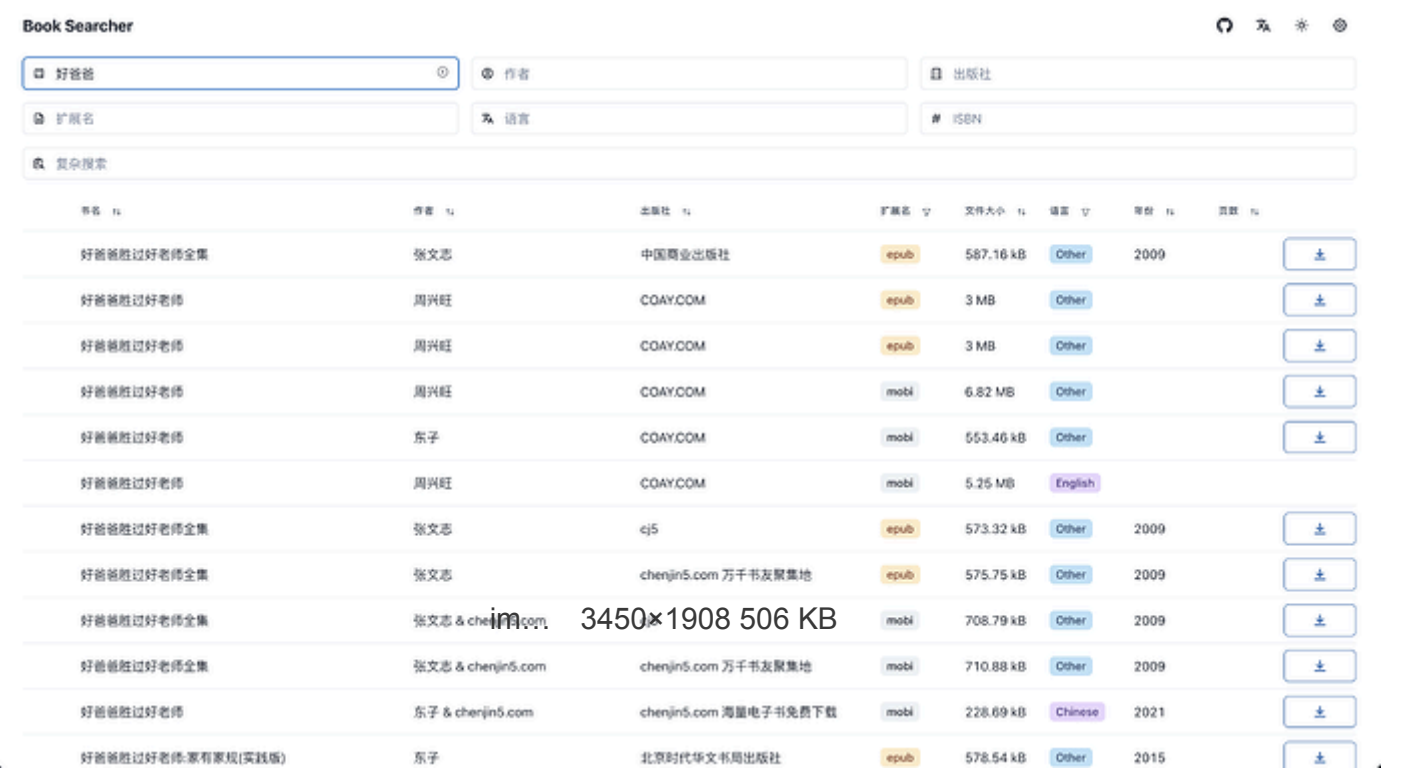 Book Searcher
好爸爸 作者 出版社
扩展名 语言 ISBN
复杂搜索
书名 作者 出版社 扩展名 文件大小 语言 年份 页数
好爸爸胜过好老师全集 张文志 中国商业出版社 epub 587.16 kB Other 2009
好爸爸胜过好老师 周兴旺 COAY.COM epub 3 MB Other
好爸爸胜过好老师 周兴旺 COAY.COM epub 3 MB Other
好爸爸胜过好老师 周兴旺 COAY.COM mobi 6.82 MB Other
好爸爸胜过好老师 东子 COAY.COM mobi 553.46 kB Other
好爸爸胜过好老师 周兴旺 COAY.COM mobi 5.25 MB English
好爸爸胜过好老师全集 张文志 cj5 epub 573.32 kB Other 2009
好爸爸胜过好老师全集 张文志 chenjin5.com 万千书友聚集地 epub 575.75 kB Other 2009
好爸爸胜过好老师全集 张文志 & chenjin5.com mobi 708.79 kB Other 2009
im... 3450×1908 506 KB
好爸爸胜过好老师全集 张文志 & chenjin5.com chenjin5.com 万千书友聚集地 mobi 710.88 kB Other 2009
好爸爸胜过好老师 东子 & chenjin5.com chenjin5.com 海量电子书免费下载 mobi 228.69 kB Chinese 2021
好爸爸胜过好老师:家有家规(实践版) 东子 北京时代华文书局出版社 epub 578.54 kB Other 2015